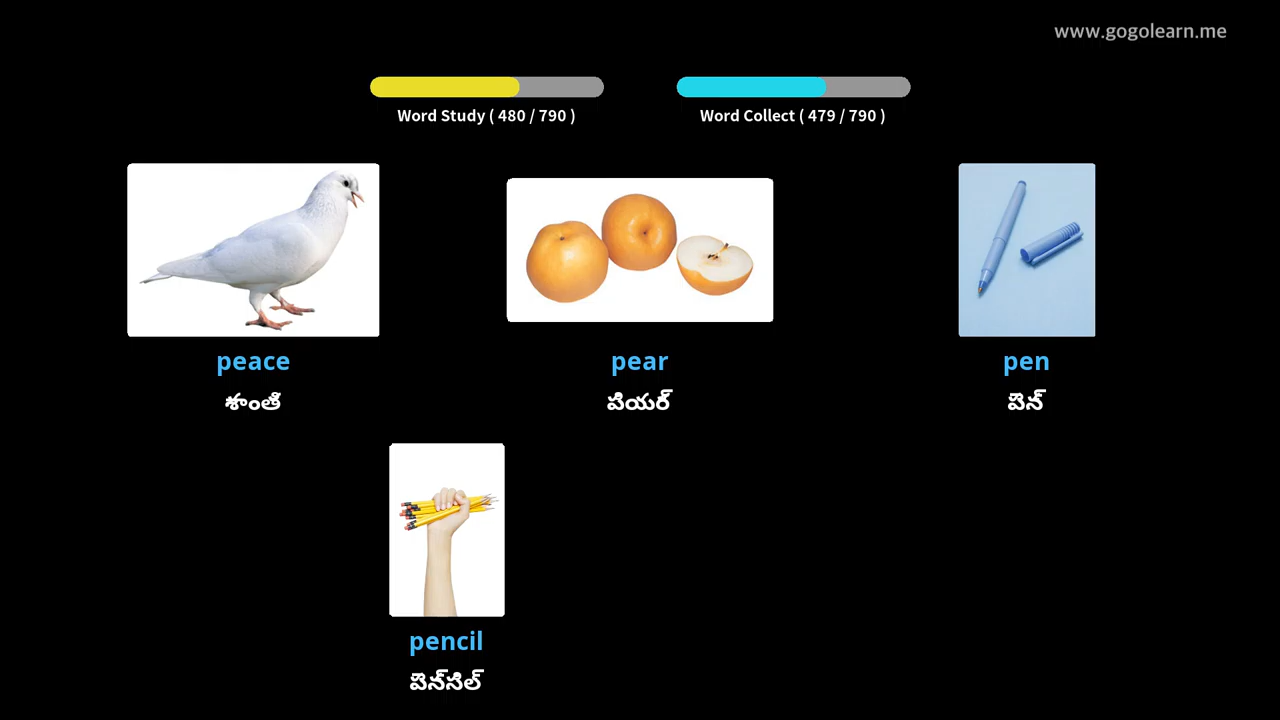 www.gogolearn.me
Word Study ( 480 / 790 )
Word Collect ( 479 / 790 )
peace
శాంతి
pear
పియర్
pen
పెన్
pencil
పెన్‌సిల్